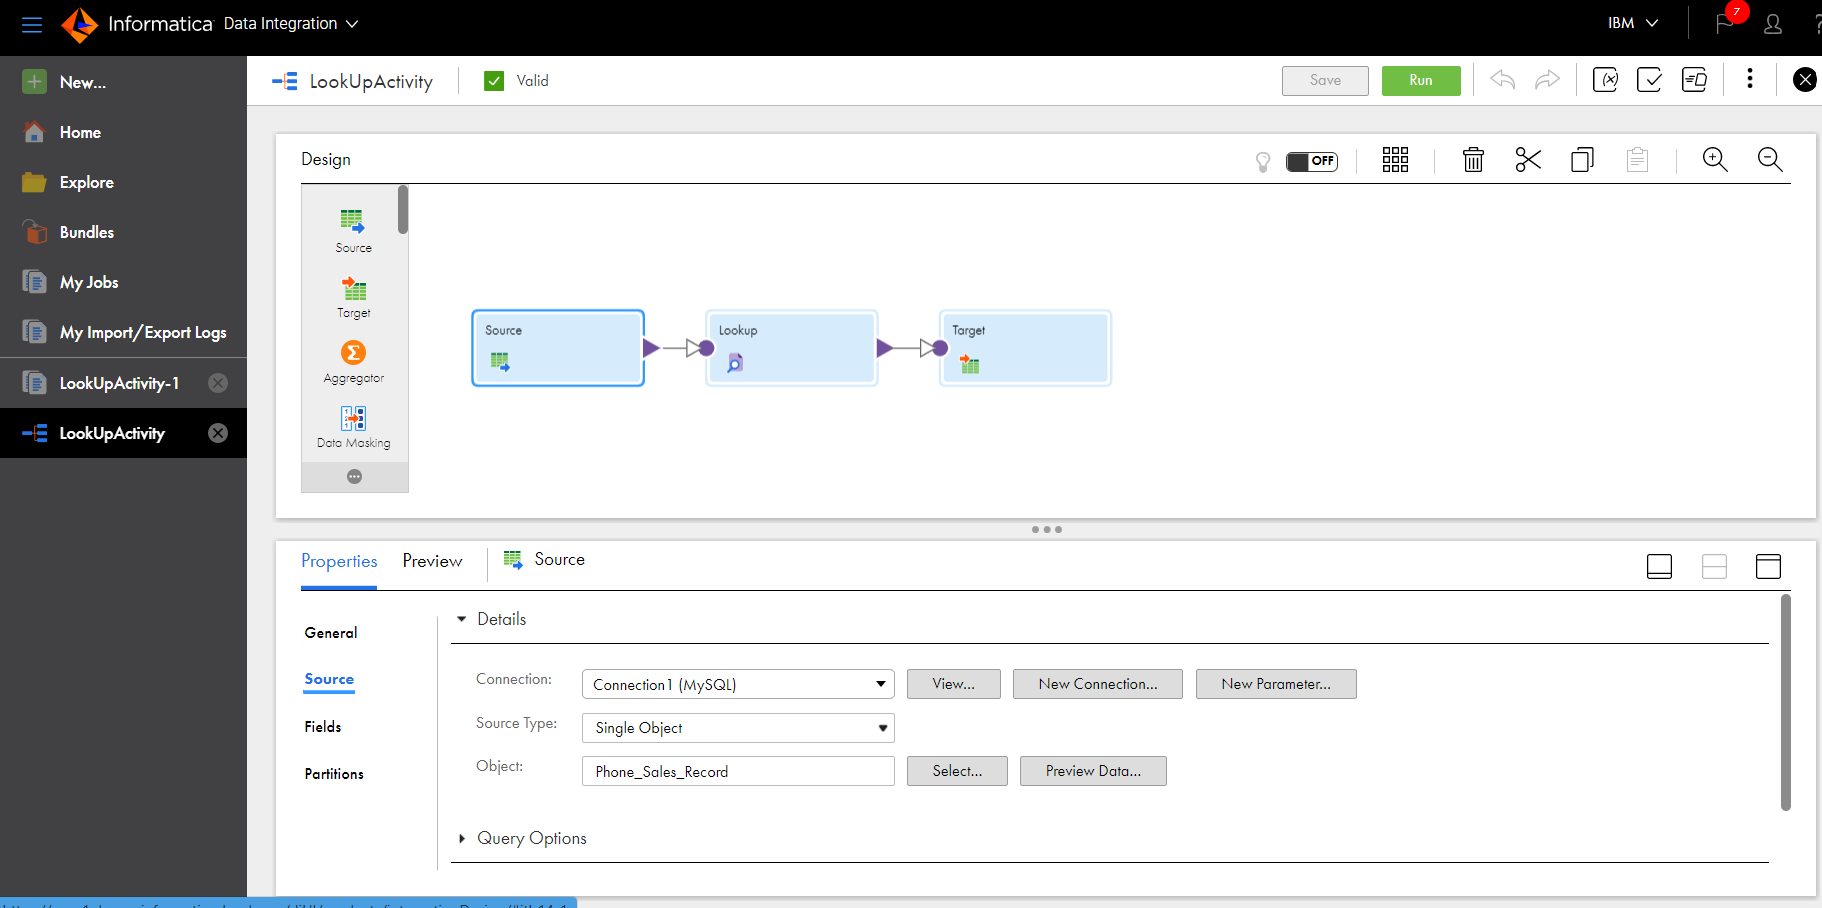 Informatica Data Integration
IBM
7
New...
Home
Explore
Bundles
My Jobs
My Import/Export Logs
LookUpActivity-1
LookUpActivity
LookUpActivity
Valid
Save
Run
Design
OFF
Source
Target
Aggregator
Data Masking
Source
Lookup
Target
Properties
Preview
Source
General
Source
Fields
Partitions
Details
Connection:
Connection1 (MySQL)
View...
New Connection...
New Parameter...
Source Type:
Single Object
Object:
Phone_Sales_Record
Select...
Preview Data...
Query Options